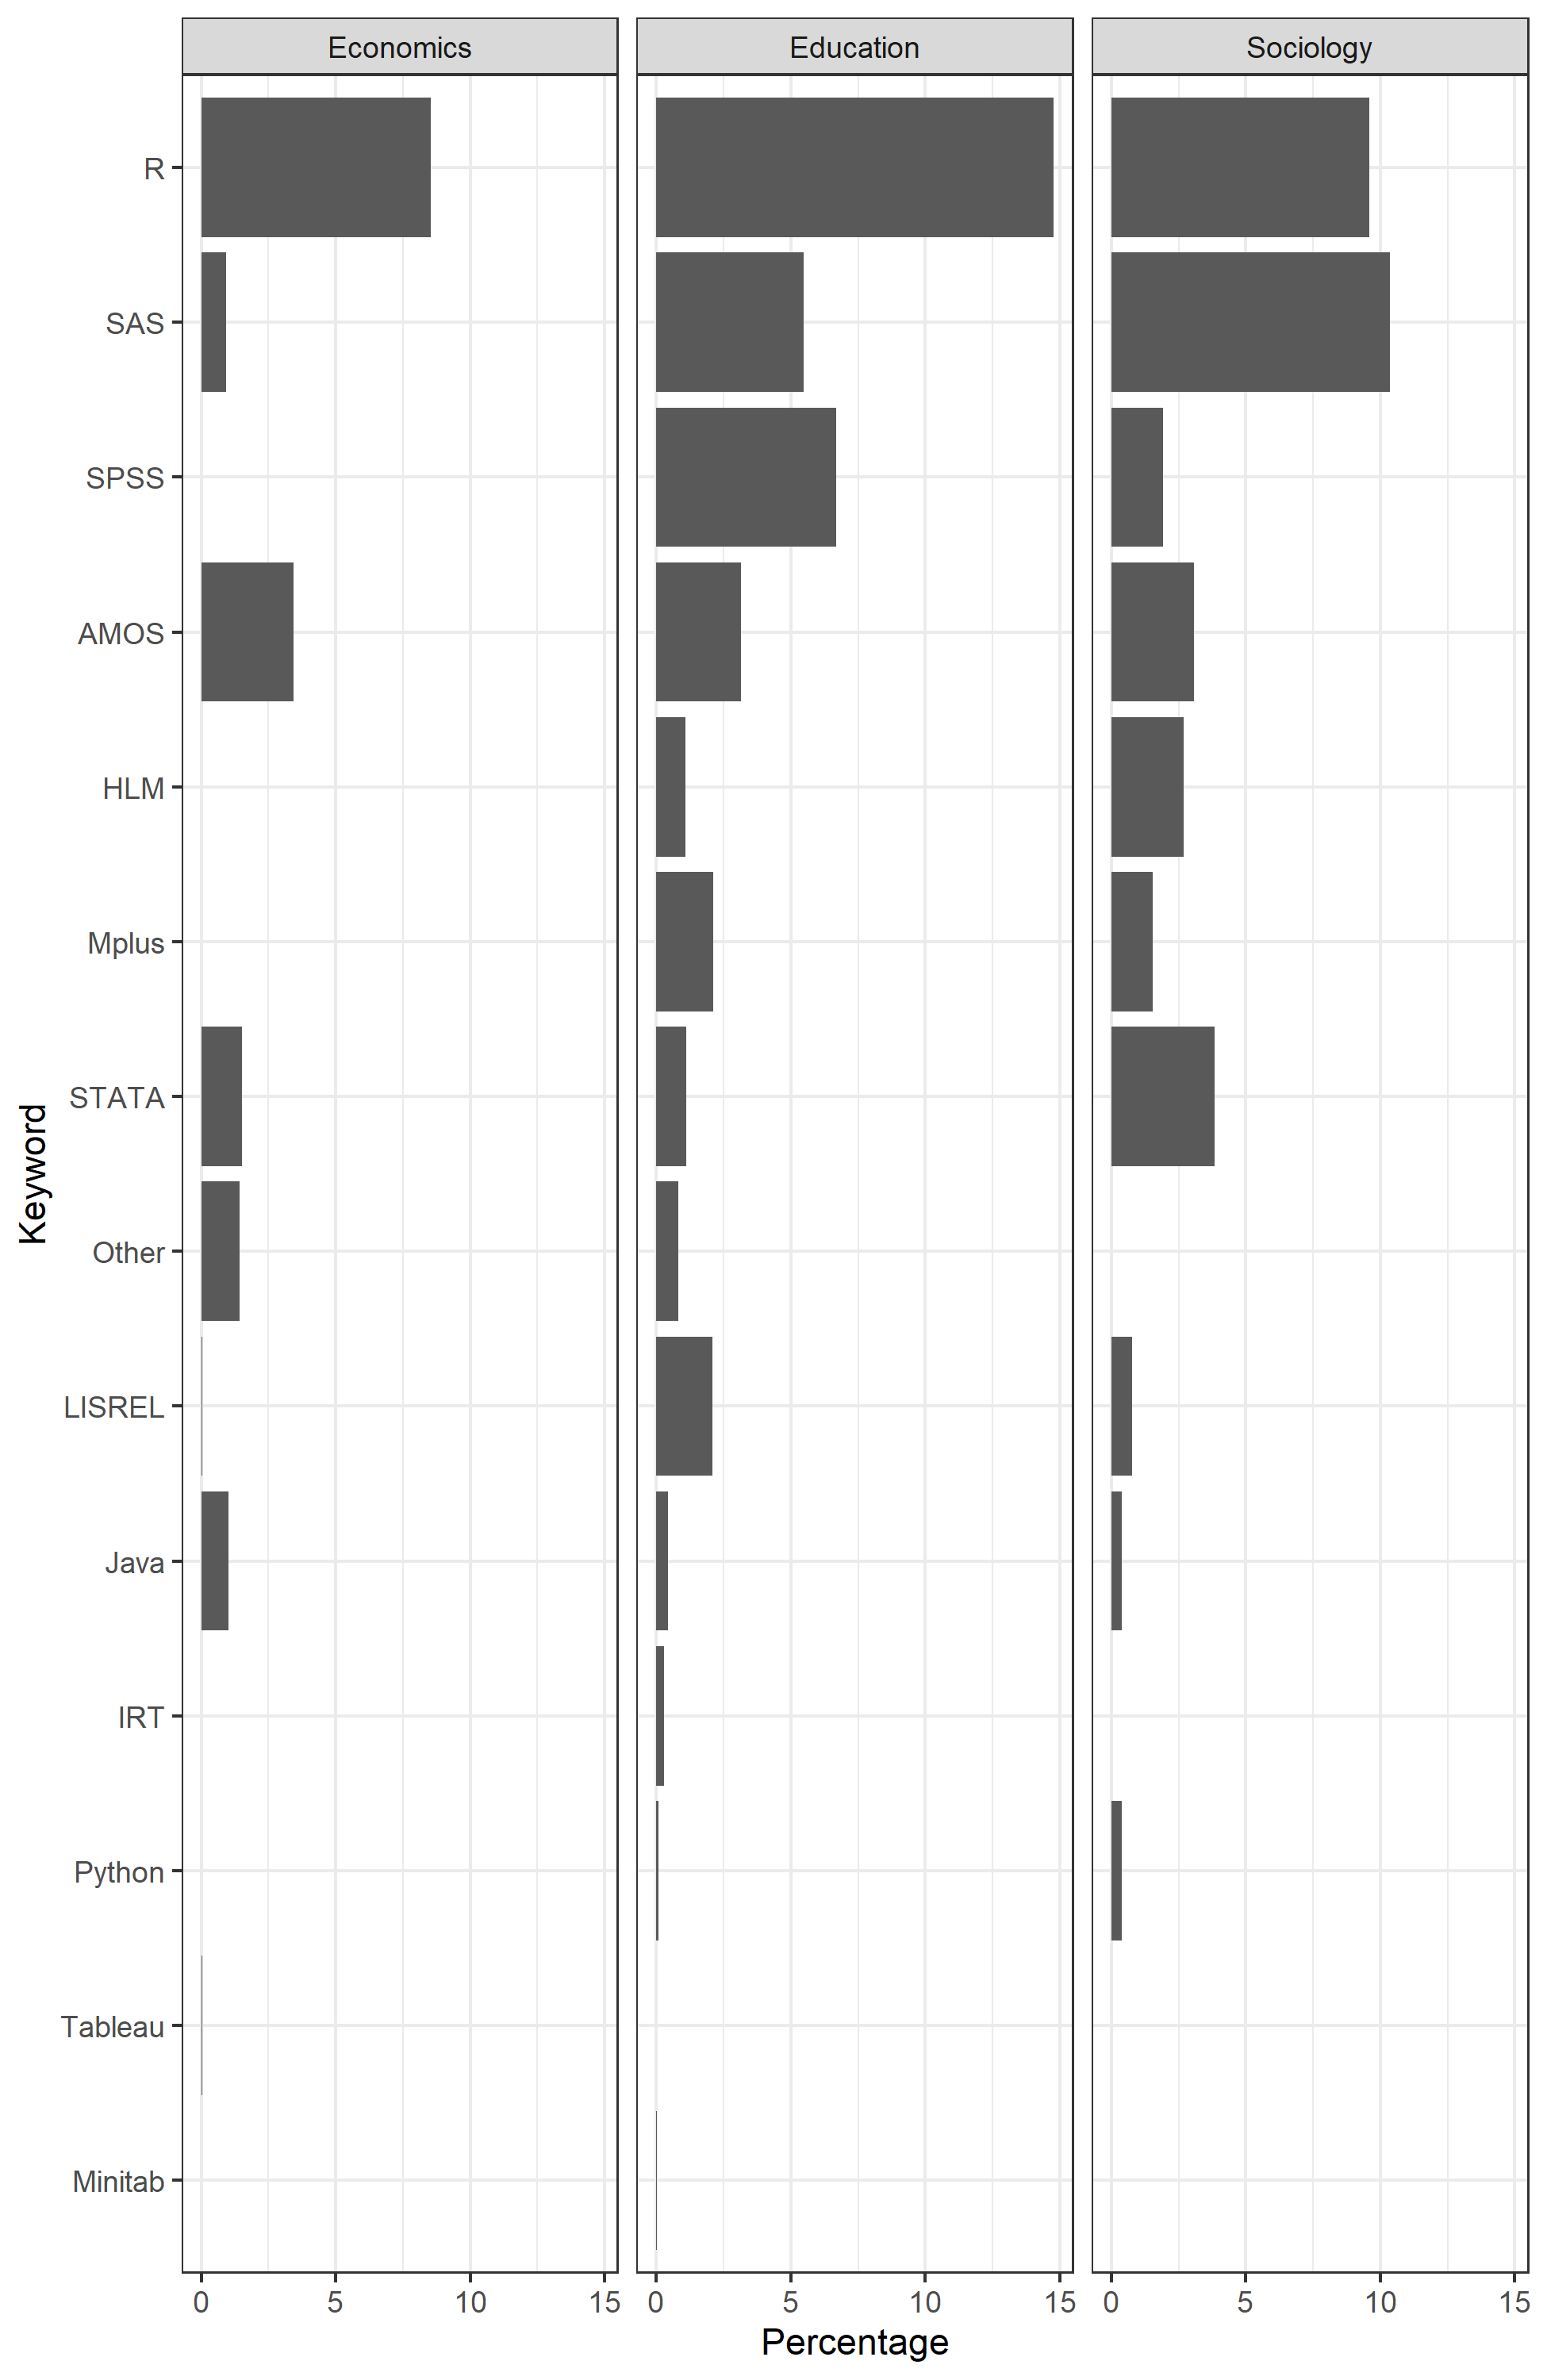 Economics Education Sociology
R
SAS
SPSS
AMOS
HLM
Mplus
STATA
Other
LISREL
Java
IRT
Python
Tableau
Minitab
Keyword
0 5 10 15 0 5 10 15 0 5 10 15
Percentage